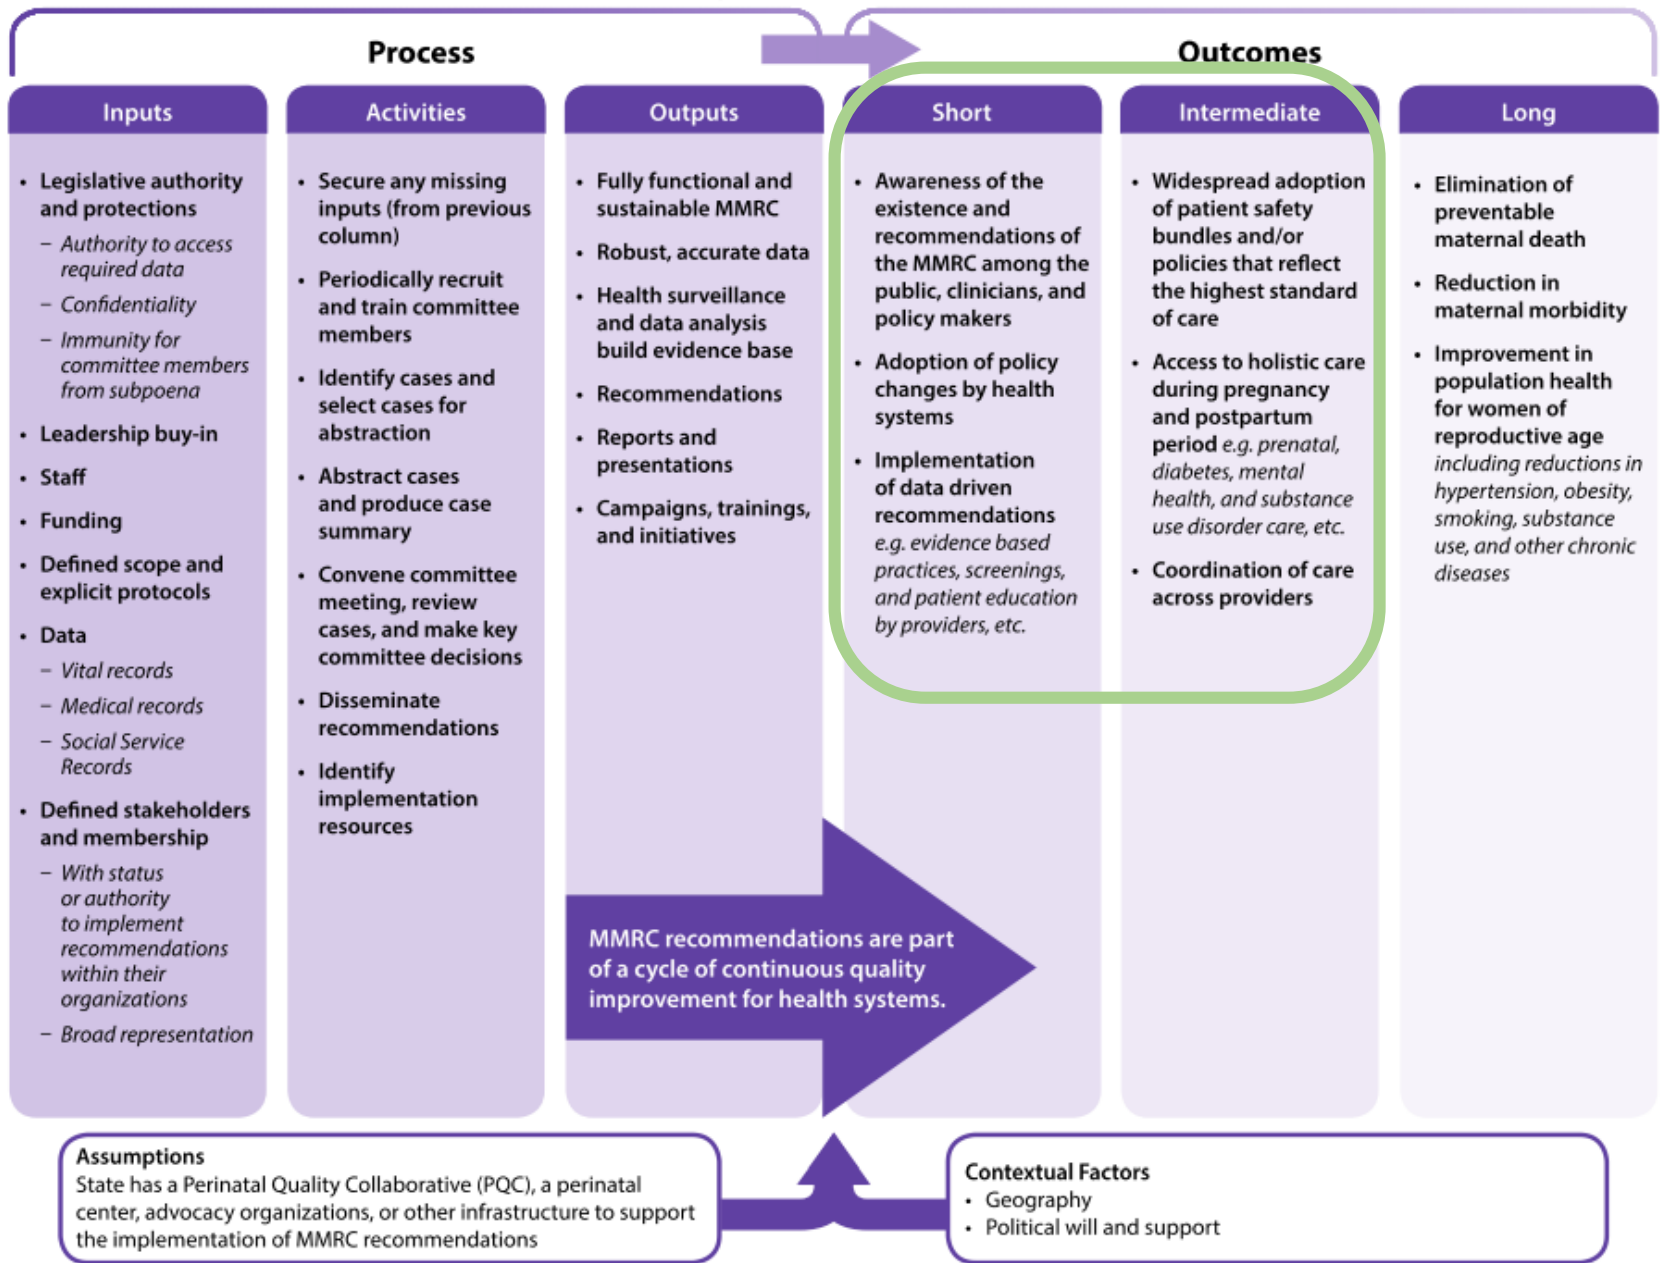 Process
Outcomes
Inputs
• Legislative authority
and protections
– Authority to access
required data
– Confidentiality
– Immunity for
committee members
from subpoena
• Leadership buy-in
• Staff
• Funding
• Defined scope and
explicit protocols
• Data
– Vital records
– Medical records
– Social Service
Records
• Defined stakeholders
and membership
– With status
or authority
to implement
recommendations
within their
organizations
– Broad representation
Activities
• Secure any missing
inputs (from previous
column)
• Periodically recruit
and train committee
members
• Identify cases and
select cases for
abstraction
• Abstract cases
and produce case
summary
• Convene committee
meeting, review
cases, and make key
committee decisions
• Disseminate
recommendations
• Identify
implementation
resources
Outputs
• Fully functional and
sustainable MMRC
• Robust, accurate data
• Health surveillance
and data analysis
build evidence base
• Recommendations
• Reports and
presentations
• Campaigns, trainings,
and initiatives
Short
• Awareness of the
existence and
recommendations of
the MMRC among the
public, clinicians, and
policy makers
• Adoption of policy
changes by health
systems
• Implementation
of data driven
recommendations
e.g. evidence based
practices, screenings,
and patient education
by providers, etc.
Intermediate
• Widespread adoption
of patient safety
bundles and/or
policies that reflect
the highest standard
of care
• Access to holistic care
during pregnancy
and postpartum
period e.g. prenatal,
diabetes, mental
health, and substance
use disorder care, etc.
• Coordination of care
across providers
Long
• Elimination of
preventable
maternal death
• Reduction in
maternal morbidity
• Improvement in
population health
for women of
reproductive age
including reductions in
hypertension, obesity,
smoking, substance
use, and other chronic
diseases
MMRC recommendations are part
of a cycle of continuous quality
improvement for health systems.
Assumptions
State has a Perinatal Quality Collaborative (PQC), a perinatal
center, advocacy organizations, or other infrastructure to support
the implementation of MMRC recommendations
Contextual Factors
• Geography
• Political will and support